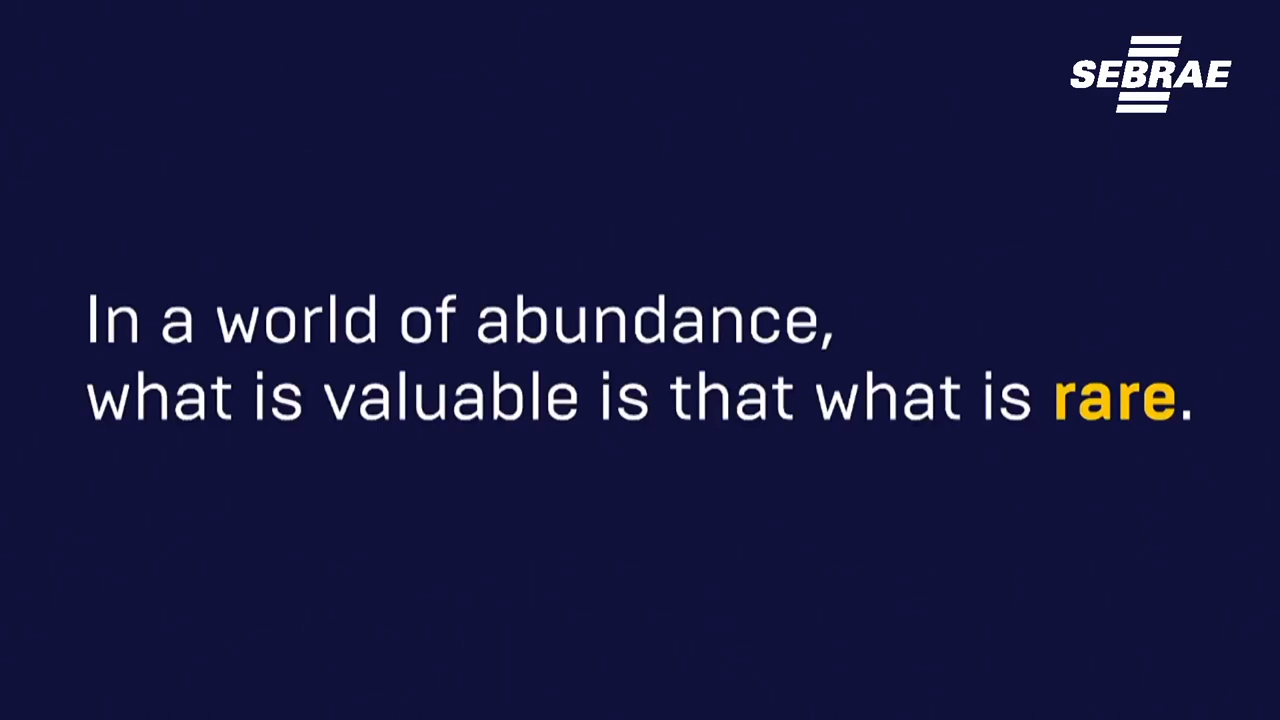 SEBRAE
In a world of abundance,
what is valuable is that what is rare.